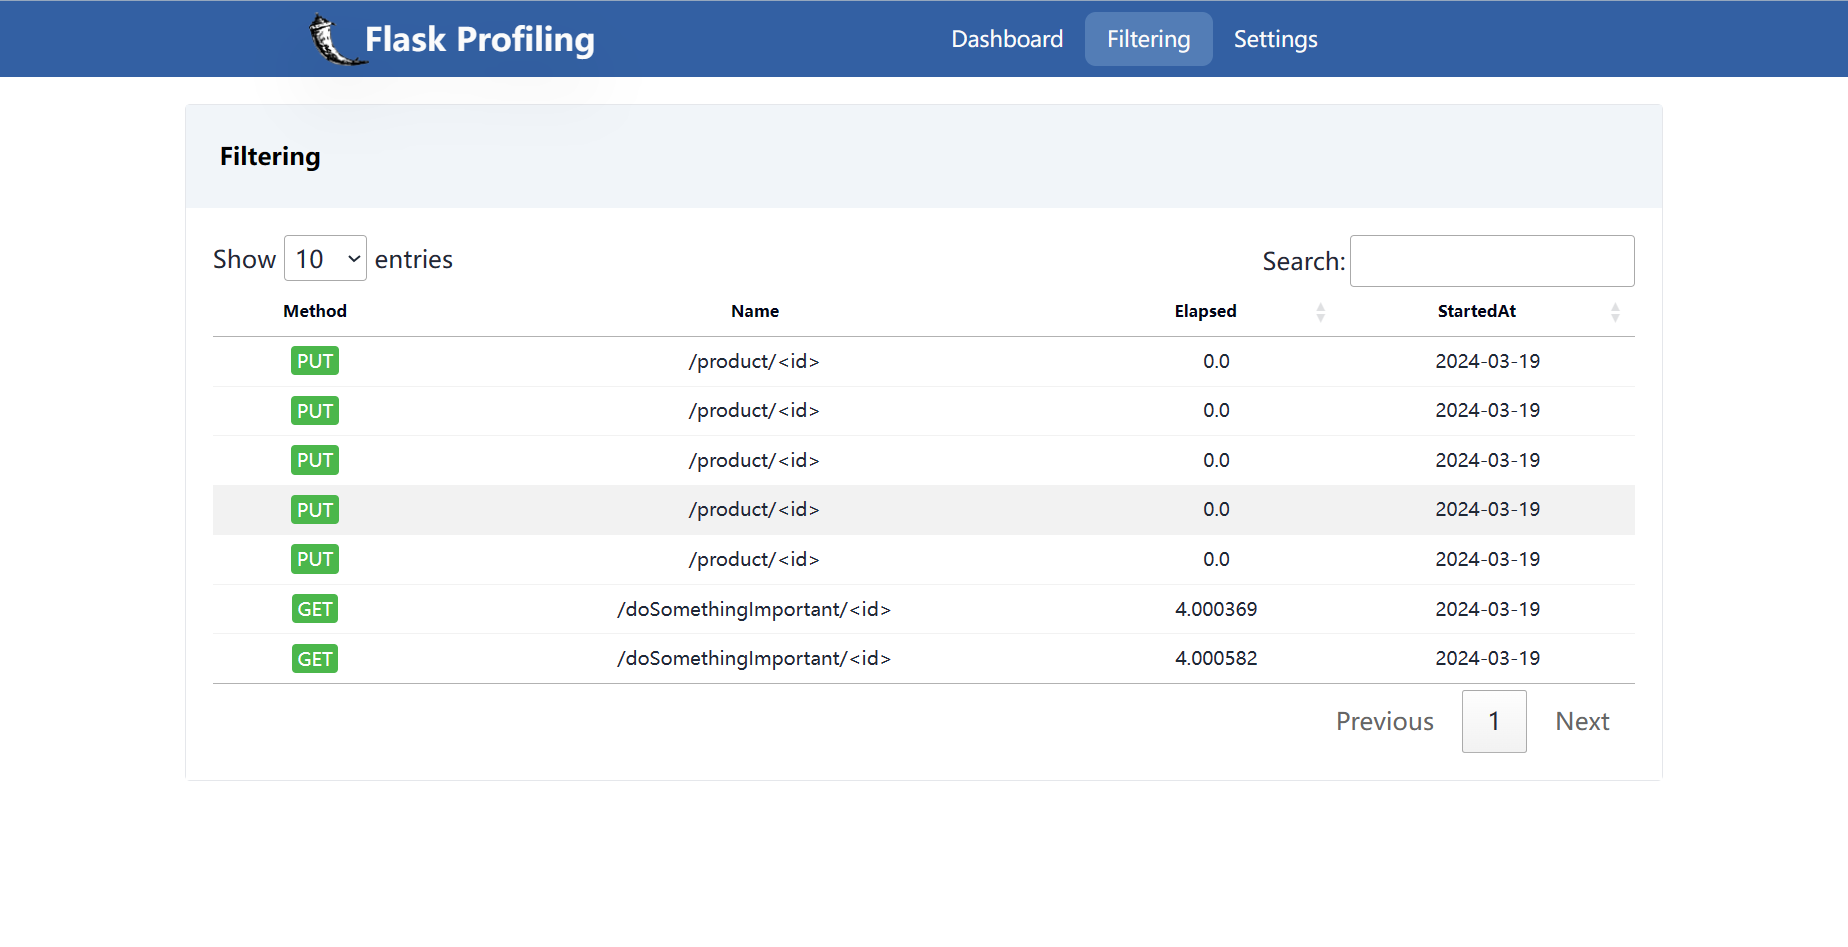 Flask Profiling Dashboard Filtering Settings
Filtering
Show 10 entries Search:
Method Name Elapsed StartedAt
PUT /product/<id> 0.0 2024-03-19
PUT /product/<id> 0.0 2024-03-19
PUT /product/<id> 0.0 2024-03-19
PUT /product/<id> 0.0 2024-03-19
PUT /product/<id> 0.0 2024-03-19
GET /doSomethingImportant/<id> 4.000369 2024-03-19
GET /doSomethingImportant/<id> 4.000582 2024-03-19
Previous 1 Next